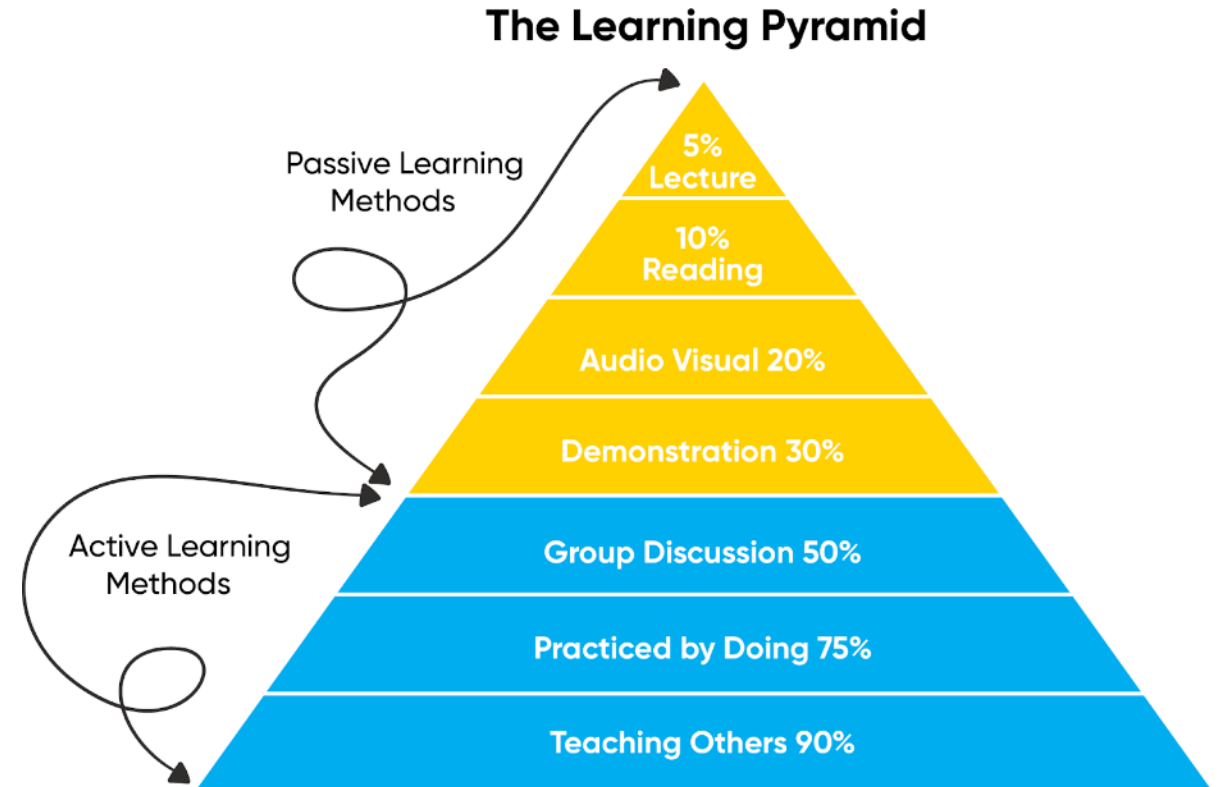 The Learning Pyramid
Passive Learning
Methods
5%
Lecture
10%
Reading
Audio Visual 20%
Demonstration 30%
Active Learning
Methods
Group Discussion 50%
Practiced by Doing 75%
Teaching Others 90%